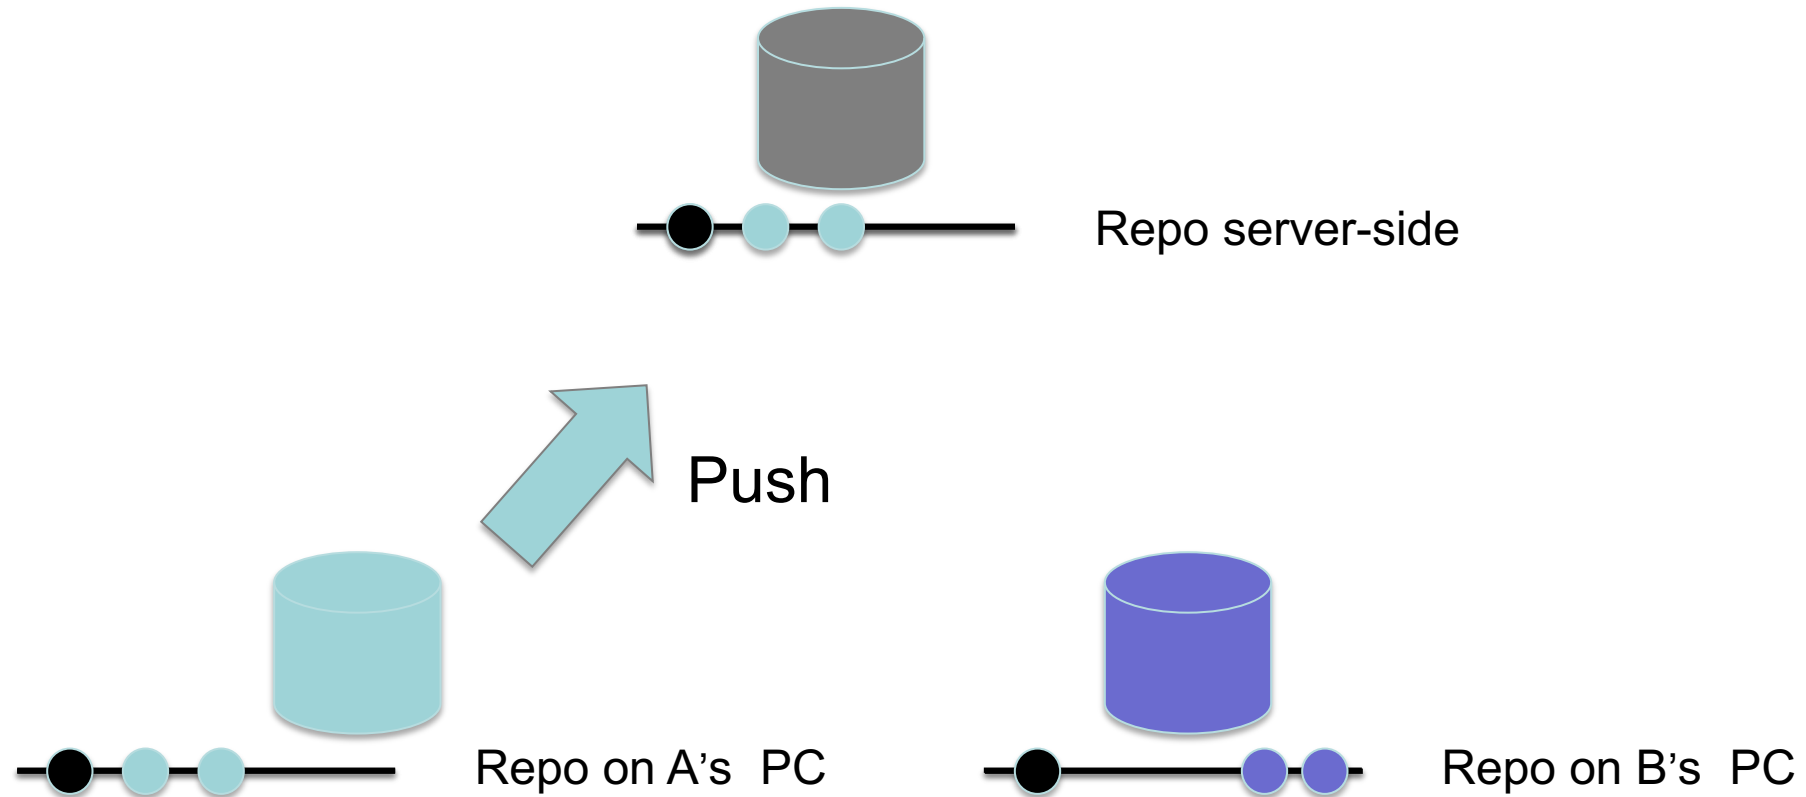 Repo server-side
Push
Repo on A’s  PC
Repo on B’s  PC